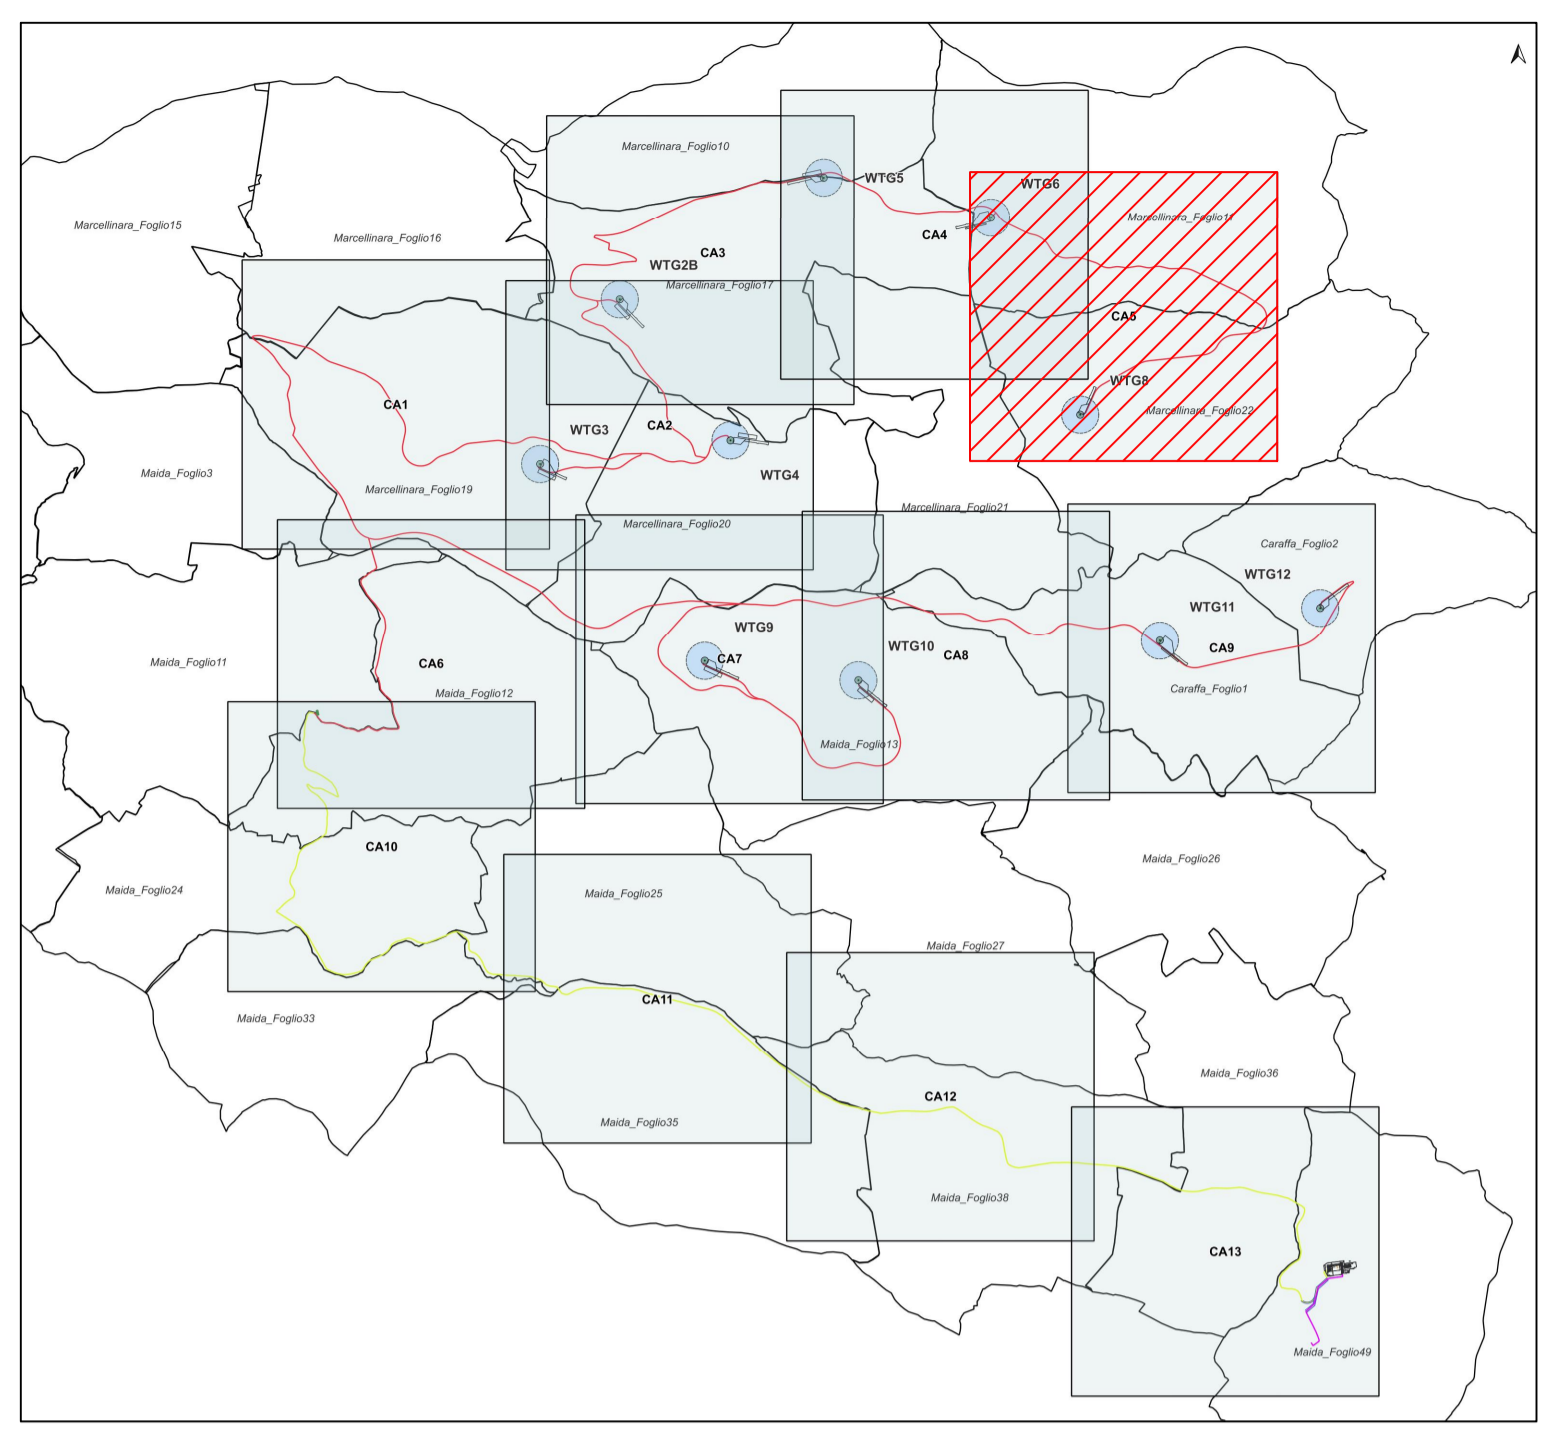 Marcellinara_Foglio10
WTG5
WTG6
Marcellinara_Foglio11
Marcellinara_Foglio15
Marcellinara_Foglio16
CA4
CA3
WTG2B
Marcellinara_Foglio17
CA5
WTG8
Marcellinara_Foglio22
CA1
CA2
WTG3
WTG4
Maida_Foglio3
Marcellinara_Foglio19
Marcellinara_Foglio21
Marcellinara_Foglio20
Caraffa_Foglio2
WTG12
WTG11
WTG9
WTG10
CA9
CA8
CA7
Maida_Foglio11
CA6
Maida_Foglio12
Caraffa_Foglio1
Maida_Foglio13
CA10
Maida_Foglio26
Maida_Foglio24
Maida_Foglio25
Maida_Foglio27
CA11
Maida_Foglio33
Maida_Foglio36
CA12
Maida_Foglio35
Maida_Foglio38
CA13
Maida_Foglio49